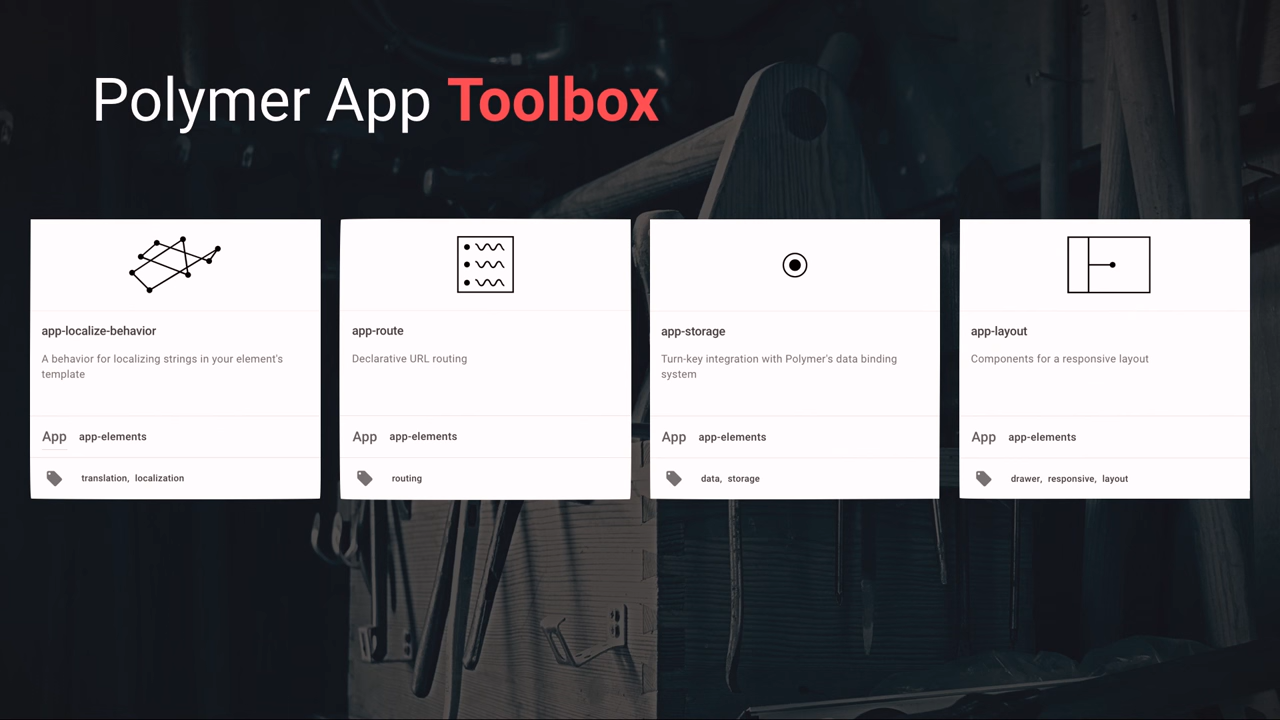 Polymer App Toolbox
app-localize-behavior
A behavior for localizing strings in your element's
template
App app-elements
translation, localization
app-route
Declarative URL routing
App app-elements
routing
app-storage
Turn-key integration with Polymer's data binding
system
App app-elements
data, storage
app-layout
Components for a responsive layout
App app-elements
drawer, responsive, layout